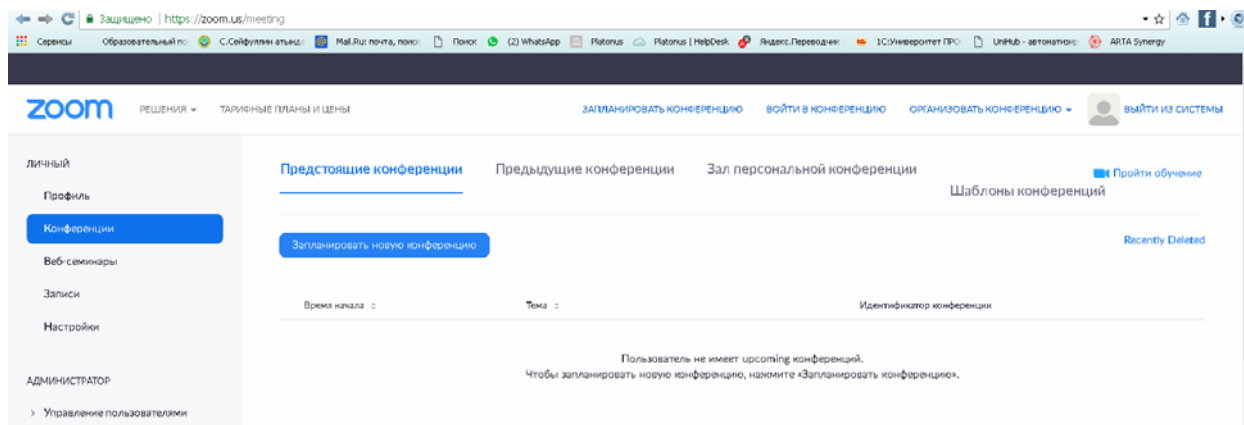 Защищено | https://zoom.us/meeting
Сервисы Образовательный по С.Сейфуллин атынд Mail.Ru: почта, поис Поиск (2) WhatsApp Platonus Platonus | HelpDesk Яндекс.Переводчик 1С:Университет ПРО UniHub - автоматизи ARTA Synergy
zoom РЕШЕНИЯ ТАРИФНЫЕ ПЛАНЫ И ЦЕНЫ ЗАПЛАНИРОВАТЬ КОНФЕРЕНЦИЮ ВОЙТИ В КОНФЕРЕНЦИЮ ОРГАНИЗОВАТЬ КОНФЕРЕНЦИЮ ВЫЙТИ ИЗ СИСТЕМЫ
ЛИЧНЫЙ
Профиль
Конференции
Веб-семинары
Записи
Настройки
АДМИНИСТРАТОР
> Управление пользователями
Предстоящие конференции Предыдущие конференции Зал персональной конференции
Шаблоны конференций
Пройти обучение
Запланировать новую конференцию
Recently Deleted
Время начала Тема Идентификатор конференции
Пользователь не имеет upcoming конференций.
Чтобы запланировать новую конференцию, нажмите «Запланировать конференцию».